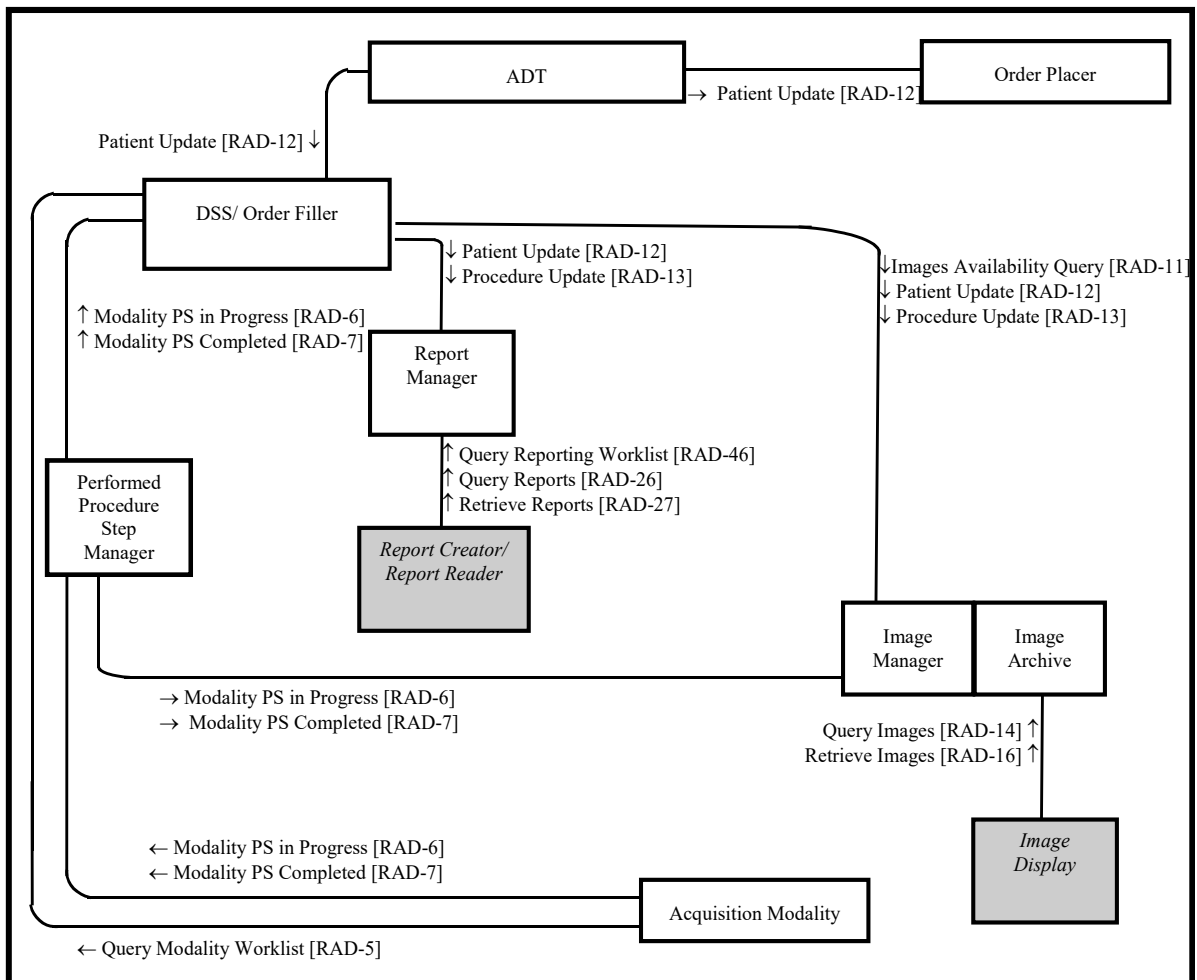 ADT
Order Placer
→ Patient Update [RAD-12]
Patient Update [RAD-12] ↓
DSS/ Order Filler
↓ Patient Update [RAD-12]
↓ Procedure Update [RAD-13]
↓Images Availability Query [RAD-11]
↓ Patient Update [RAD-12]
↓ Procedure Update [RAD-13]
↑ Modality PS in Progress [RAD-6]
↑ Modality PS Completed [RAD-7]
Report
Manager
↑ Query Reporting Worklist [RAD-46]
↑ Query Reports [RAD-26]
↑ Retrieve Reports [RAD-27]
Performed
Procedure
Step
Manager
Report Creator/
Report Reader
Image
Manager
Image
Archive
→ Modality PS in Progress [RAD-6]
→ Modality PS Completed [RAD-7]
Query Images [RAD-14] ↑
Retrieve Images [RAD-16] ↑
Image
Display
← Modality PS in Progress [RAD-6]
← Modality PS Completed [RAD-7]
Acquisition Modality
← Query Modality Worklist [RAD-5]